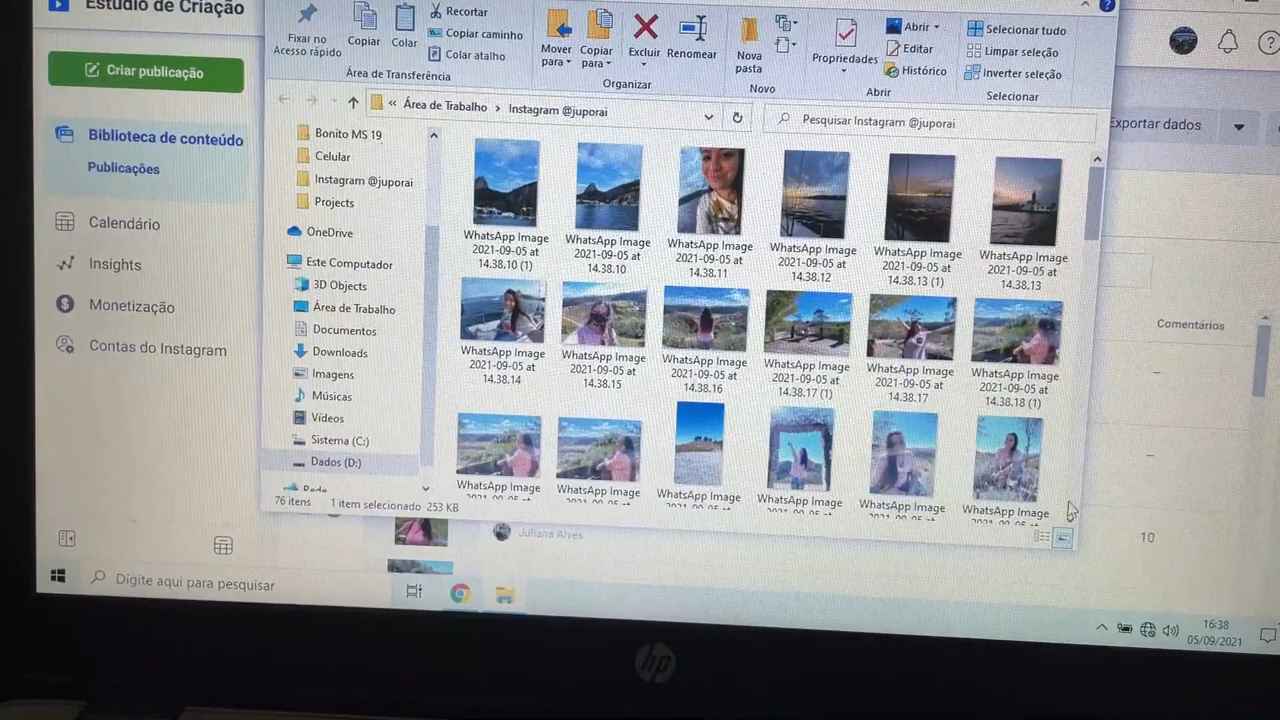 Estúdio de Criação
Criar publicação
Biblioteca de conteúdo
Publicações
Calendário
Insights
Monetização
Contas do Instagram
Fixar no
Acesso rápido
Copiar
Colar
Recortar
Copiar caminho
Colar atalho
Área de Transferência
Mover
para
Copiar
para
Excluir
Renomear
Organizar
Nova
pasta
Novo
Propriedades
Abrir
Editar
Histórico
Abrir
Selecionar tudo
Limpar seleção
Inverter seleção
Selecionar
« Área de Trabalho > Instagram @juporai
Pesquisar Instagram @juporai
Exportar dados
Comentários
10
Bonito MS 19
Celular
Instagram @juporai
Projects
OneDrive
Este Computador
3D Objects
Área de Trabalho
Documentos
Downloads
Imagens
Músicas
Vídeos
Sistema (C:)
Dados (D:)
WhatsApp Image
2021-09-05 at
14.38.10 (1)
WhatsApp Image
2021-09-05 at
14.38.10
WhatsApp Image
2021-09-05 at
14.38.11
WhatsApp Image
2021-09-05 at
14.38.12
WhatsApp Image
2021-09-05 at
14.38.13 (1)
WhatsApp Image
2021-09-05 at
14.38.13
WhatsApp Image
2021-09-05 at
14.38.14
WhatsApp Image
2021-09-05 at
14.38.15
WhatsApp Image
2021-09-05 at
14.38.16
WhatsApp Image
2021-09-05 at
14.38.17 (1)
WhatsApp Image
2021-09-05 at
14.38.17
WhatsApp Image
2021-09-05 at
14.38.18 (1)
WhatsApp Image
WhatsApp Image
WhatsApp Image
WhatsApp Image
WhatsApp Image
WhatsApp Image
76 itens 1 item selecionado 253 KB
Juliana Alves
Digite aqui para pesquisar
16:38
05/09/2021
hp